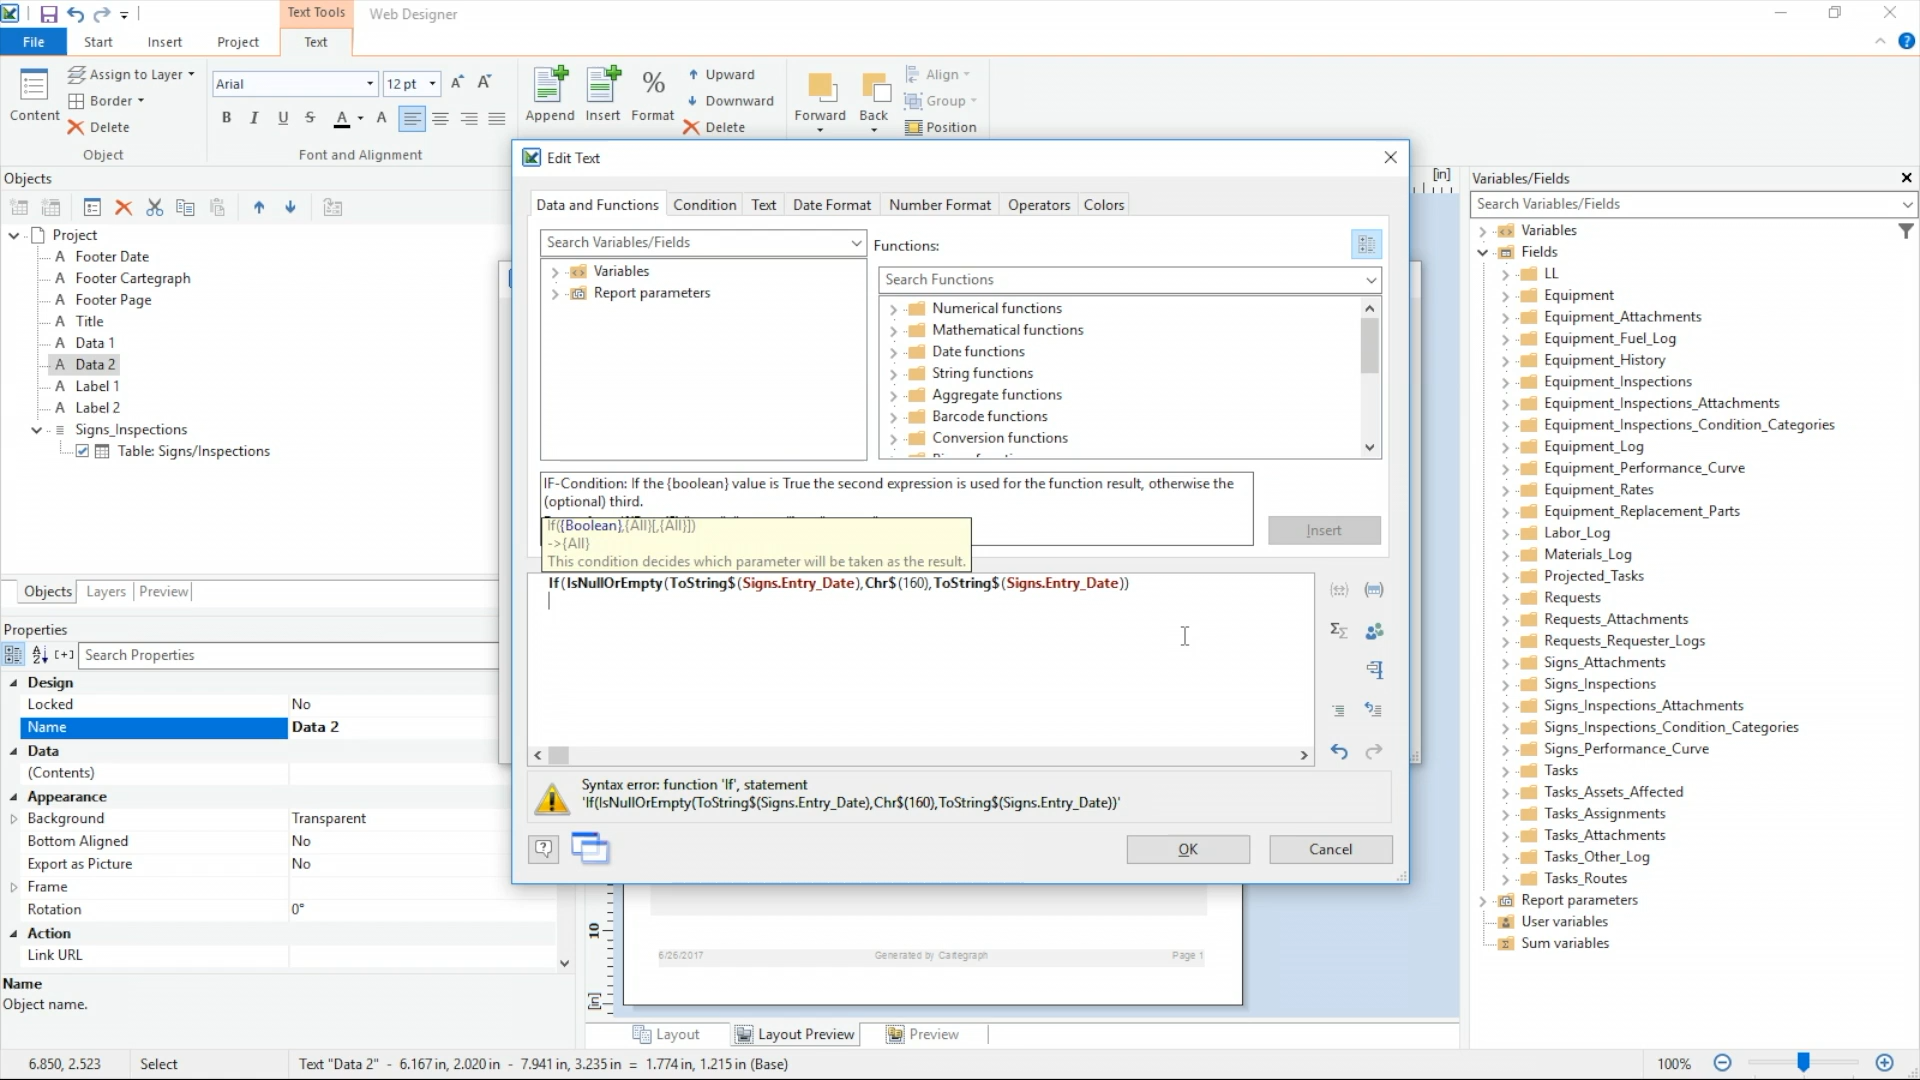 Text Tools
Web Designer
File
Start
Insert
Project
Text
Content
Assign to Layer
Border
Delete
Object
Arial
12 pt
A
A
B
I
U
S
A
A
Font and Alignment
Append
Insert
%
Format
Upward
Downward
Delete
Forward
Back
Align
Group
Position
Objects
Project
A Footer Date
A Footer Cartegraph
A Footer Page
A Title
A Data 1
A Data 2
A Label 1
A Label 2
Signs_Inspections
Table: Signs/Inspections
Objects
Layers
Preview
Properties
Search Properties
Design
Locked No
Name Data 2
Data
(Contents)
Appearance
Background Transparent
Bottom Aligned No
Export as Picture No
Frame
Rotation 0°
Action
Link URL
Name
Object name.
Edit Text
Data and Functions
Condition
Text
Date Format
Number Format
Operators
Colors
Search Variables/Fields
Variables
Report parameters
Functions:
Search Functions
Numerical functions
Mathematical functions
Date functions
String functions
Aggregate functions
Barcode functions
Conversion functions
IF-Condition: If the {boolean} value is True the second expression is used for the function result, otherwise the
(optional) third.
If({Boolean},{All}[,{All}])
->{All}
This condition decides which parameter will be taken as the result.
Insert
If(IsNullOrEmpty(ToString$(Signs.Entry_Date),Chr$(160),ToString$(Signs.Entry_Date))
Syntax error: function 'If', statement
'If(IsNullOrEmpty(ToString$(Signs.Entry_Date),Chr$(160),ToString$(Signs.Entry_Date))'
OK
Cancel
10
[in]
[in]
6/26/2017
Generated by Cartegraph
Page 1
Layout
Layout Preview
Preview
Variables/Fields
Search Variables/Fields
Variables
Fields
LL
Equipment
Equipment_Attachments
Equipment_Fuel_Log
Equipment_History
Equipment_Inspections
Equipment_Inspections_Attachments
Equipment_Inspections_Condition_Categories
Equipment_Log
Equipment_Performance_Curve
Equipment_Rates
Equipment_Replacement_Parts
Labor_Log
Materials_Log
Projected_Tasks
Requests
Requests_Attachments
Requests_Requester_Logs
Signs_Attachments
Signs_Inspections
Signs_Inspections_Attachments
Signs_Inspections_Condition_Categories
Signs_Performance_Curve
Tasks
Tasks_Assets_Affected
Tasks_Assignments
Tasks_Attachments
Tasks_Other_Log
Tasks_Routes
Report parameters
User variables
Sum variables
6.850, 2.523
Select
Text "Data 2" - 6.167 in, 2.020 in - 7.941 in, 3.235 in = 1.774 in, 1.215 in (Base)
100%